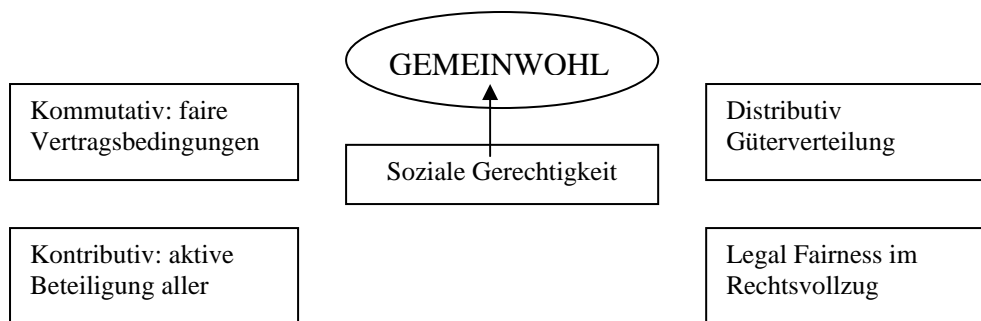 GEMEINWOHL
Kommutativ: faire
Vertragsbedingungen
Soziale Gerechtigkeit
Distributiv
Güterverteilung
Kontributiv: aktive
Beteiligung aller
Legal Fairness im
Rechtsvollzug